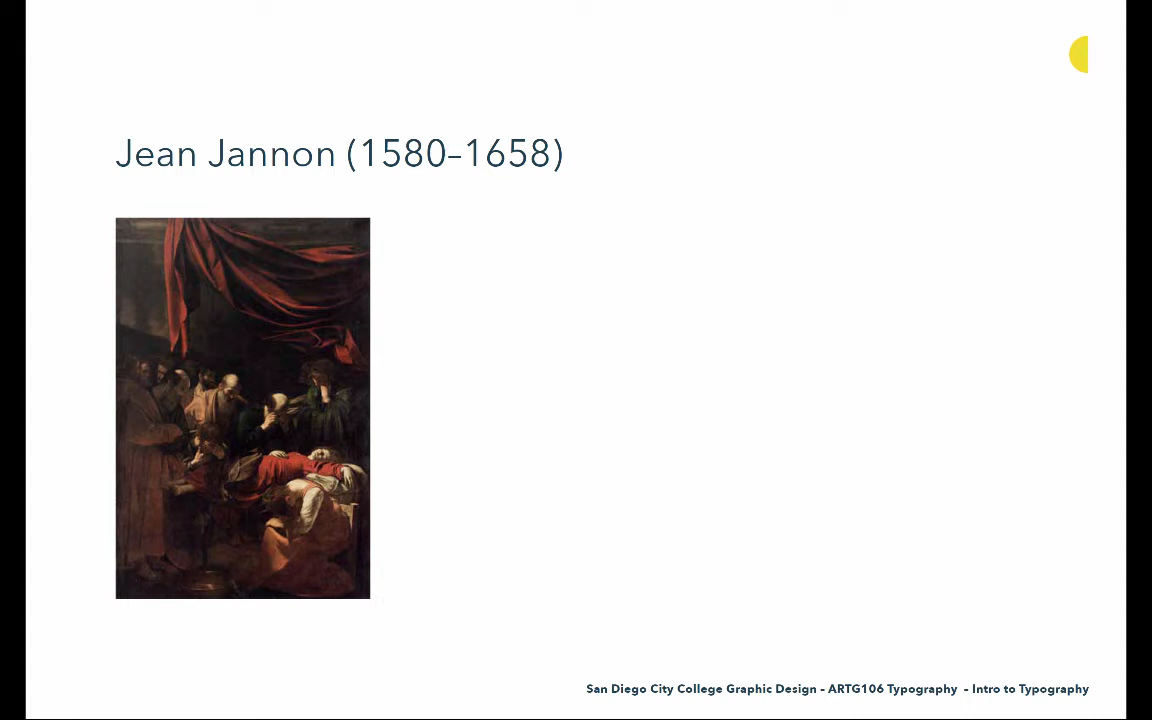 Jean Jannon (1580–1658)
San Diego City College Graphic Design – ARTG106 Typography – Intro to Typography